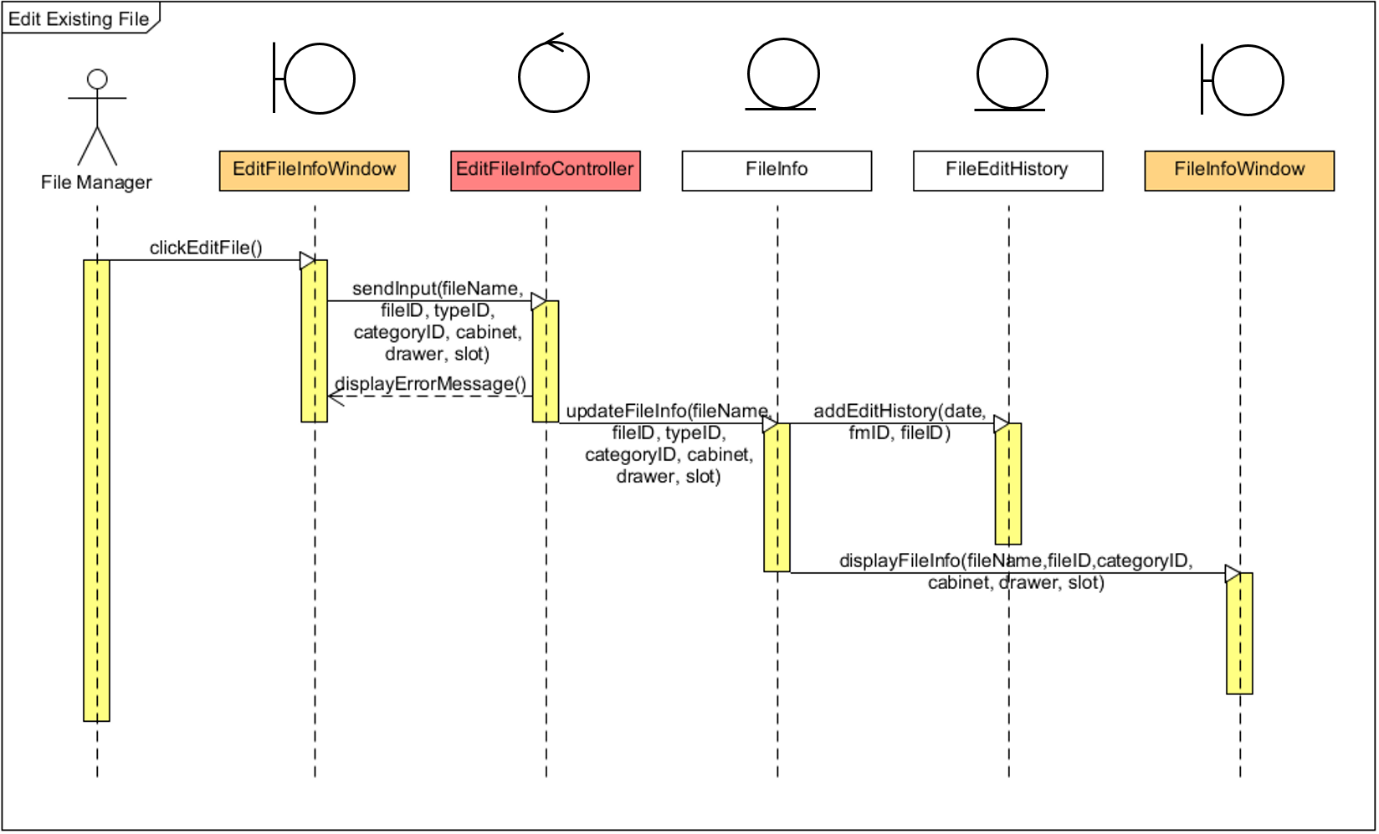 Edit Existing File
File Manager
EditFileInfoWindow
EditFileInfoController
FileInfo
FileEditHistory
FileInfoWindow
clickEditFile()
sendInput(fileName,
fileID, typeID,
categoryID, cabinet,
drawer, slot)
displayErrorMessage()
updateFileInfo(fileName,
fileID, typeID,
categoryID, cabinet,
drawer, slot)
addEditHistory(date,
fmID, fileID)
displayFileInfo(fileName,fileID,categoryID,
cabinet, drawer, slot)